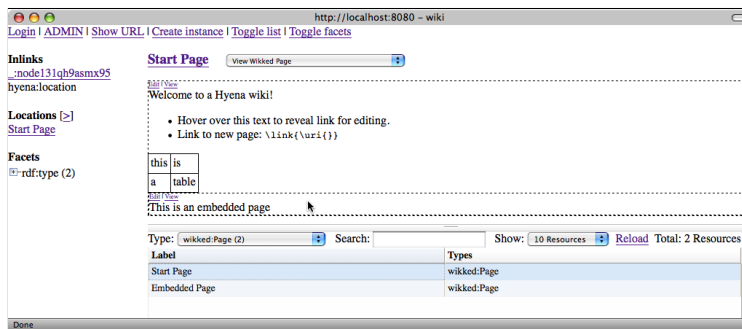 http://localhost:8080 – wiki
Login | ADMIN | Show URL | Create instance | Toggle list | Toggle facets
Inlinks
_:node131qh9asmx95
hyena:location
Locations [>]
Start Page
Facets
rdf:type (2)
Start Page View Wikked Page
Edit | View
Welcome to a Hyena wiki!
• Hover over this text to reveal link for editing.
• Link to new page: \link{\uri{}}
this is
a table
Edit | View
This is an embedded page
Type: wikked:Page (2) Search: Show: 10 Resources Reload Total: 2 Resources
Label Types
Start Page wikked:Page
Embedded Page wikked:Page
Done